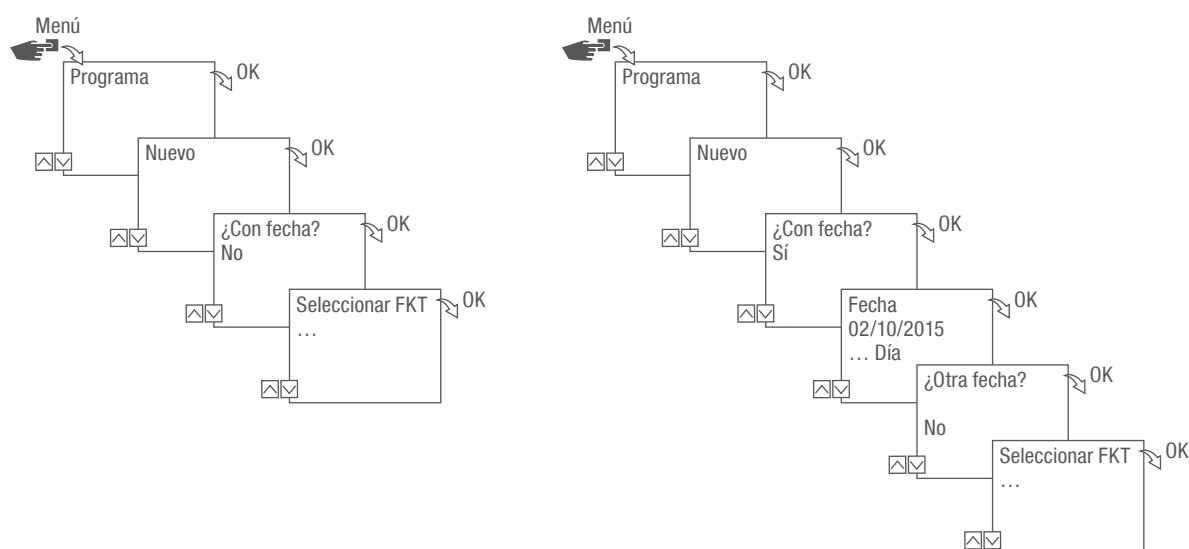 Menú
Programa
OK
Nuevo
OK
¿Con fecha?
No
OK
Seleccionar FKT
…
OK
Menú
Programa
OK
Nuevo
OK
¿Con fecha?
Sí
OK
Fecha
02/10/2015
… Día
OK
¿Otra fecha?
No
OK
Seleccionar FKT
…
OK